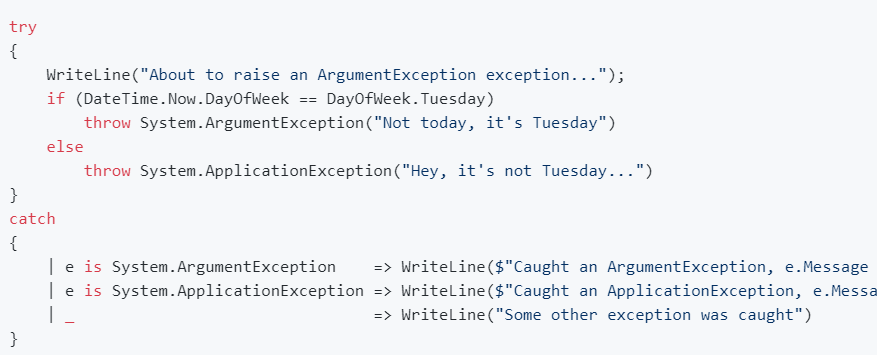 try
{
    WriteLine("About to raise an ArgumentException exception...");
    if (DateTime.Now.DayOfWeek == DayOfWeek.Tuesday)
        throw System.ArgumentException("Not today, it's Tuesday")
    else
        throw System.ApplicationException("Hey, it's not Tuesday...")
}
catch
{
    | e is System.ArgumentException    => WriteLine($"Caught an ArgumentException, e.Message
    | e is System.ApplicationException => WriteLine($"Caught an ApplicationException, e.Messa
    | _                                => WriteLine("Some other exception was caught")
}